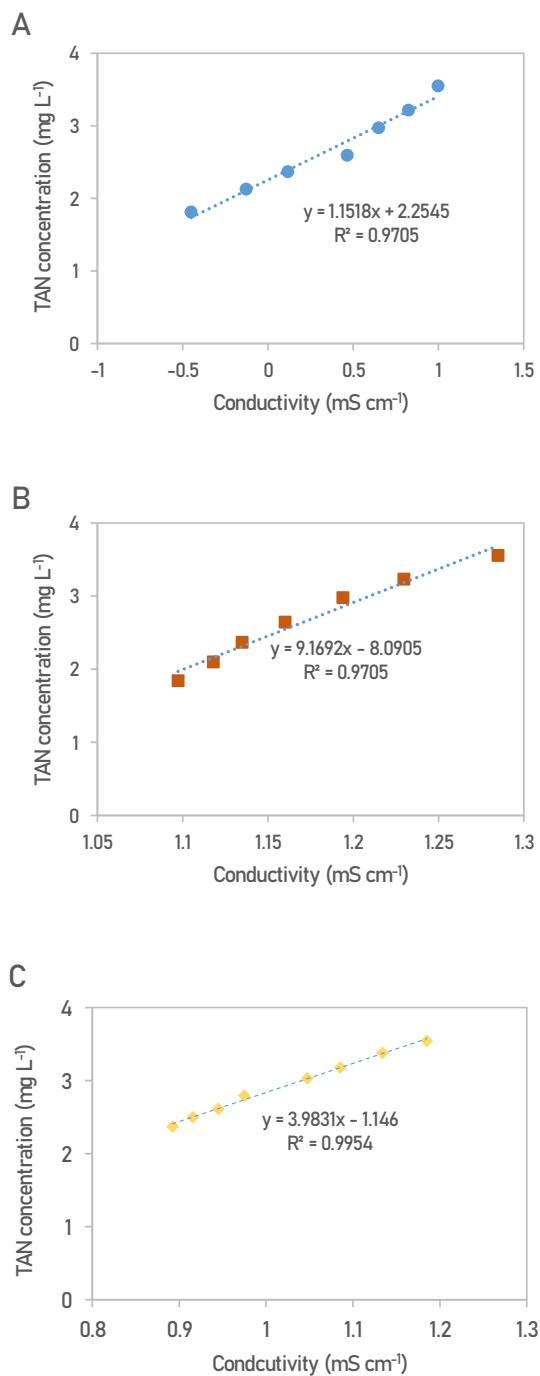 A
TAN concentration (mg L⁻¹)
4
3
2
1
0
y = 1.1518x + 2.2545
R² = 0.9705
-1
-0.5
0
0.5
1
1.5
Conductivity (mS cm⁻¹)
B
TAN concentration (mg L⁻¹)
4
3
2
1
0
y = 9.1692x - 8.0905
R² = 0.9705
1.05
1.1
1.15
1.2
1.25
1.3
Conductivity (mS cm⁻¹)
C
TAN concentration (mg L⁻¹)
4
3
2
1
0
y = 3.9831x - 1.146
R² = 0.9954
0.8
0.9
1
1.1
1.2
1.3
Condcutivity (mS cm⁻¹)